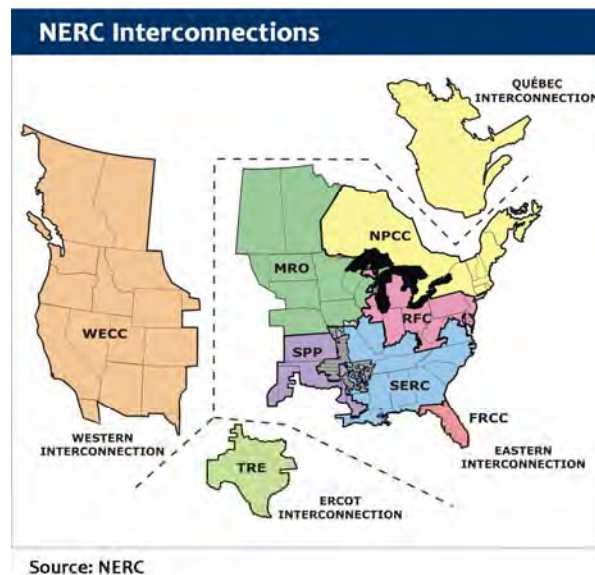 NERC Interconnections
QUÉBEC
INTERCONNECTION
NPCC
MRO
RFC
WECC
SPP
SERC
FRCC
WESTERN
INTERCONNECTION
EASTERN
INTERCONNECTION
TRE
ERCOT
INTERCONNECTION
Source: NERC